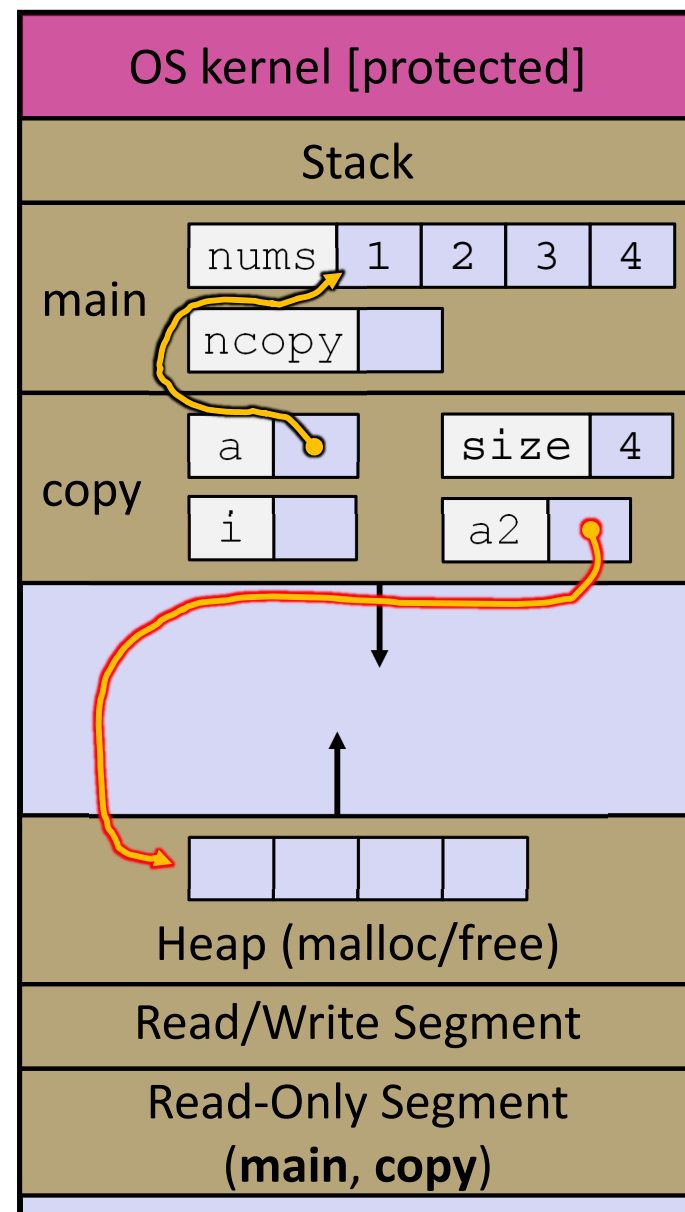 OS kernel [protected]
Stack
main
nums 1 2 3 4
ncopy
copy
a
size 4
i
a2
Heap (malloc/free)
Read/Write Segment
Read-Only Segment
(main, copy)